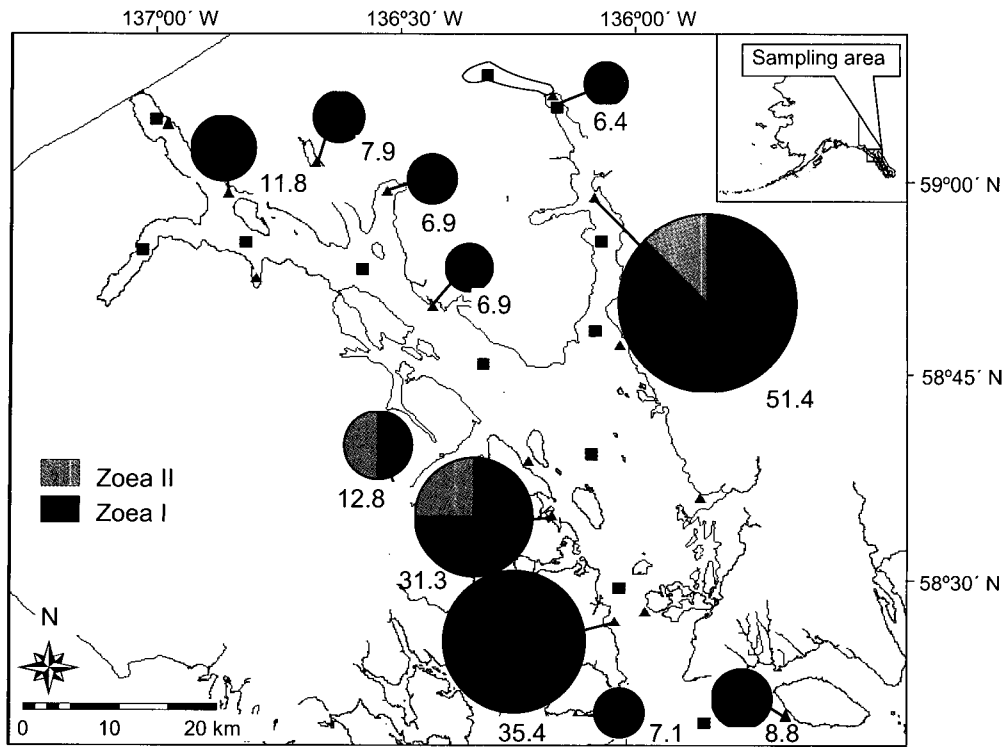 137°00´ W
136°30´ W
136°00´ W
Sampling area
6.4
7.9
11.8
6.9
59°00´ N
6.9
51.4
58°45´ N
12.8
Zoea II
Zoea I
31.3
58°30´ N
N
0 10 20 km
35.4
7.1
8.8